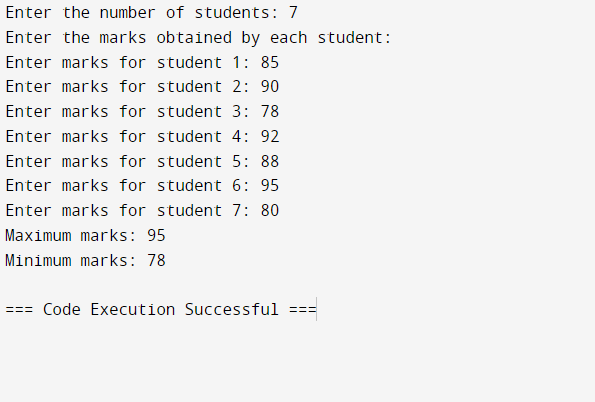 Enter the number of students: 7
Enter the marks obtained by each student:
Enter marks for student 1: 85
Enter marks for student 2: 90
Enter marks for student 3: 78
Enter marks for student 4: 92
Enter marks for student 5: 88
Enter marks for student 6: 95
Enter marks for student 7: 80
Maximum marks: 95
Minimum marks: 78

=== Code Execution Successful ===